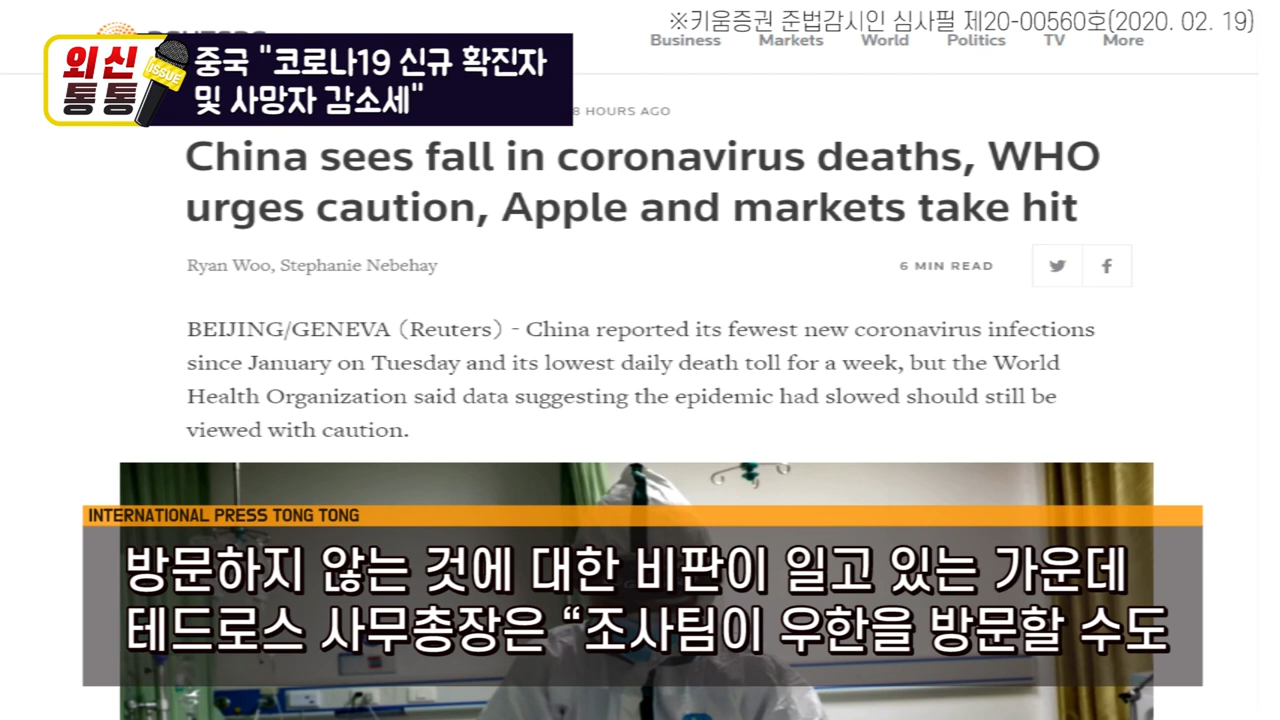 ※키움증권 준법감시인 심사필 제20-00560호(2020. 02. 19)
Business Markets World Politics TV More
외신
통통
ISSUE
중국 "코로나19 신규 확진자
및 사망자 감소세"
8 HOURS AGO
China sees fall in coronavirus deaths, WHO
urges caution, Apple and markets take hit
Ryan Woo, Stephanie Nebehay
6 MIN READ
BEIJING/GENEVA (Reuters) - China reported its fewest new coronavirus infections
since January on Tuesday and its lowest daily death toll for a week, but the World
Health Organization said data suggesting the epidemic had slowed should still be
viewed with caution.
INTERNATIONAL PRESS TONG TONG
방문하지 않는 것에 대한 비판이 일고 있는 가운데
테드로스 사무총장은 “조사팀이 우한을 방문할 수도